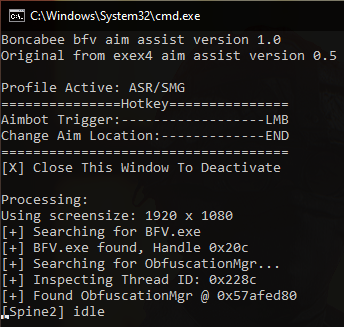 C:\Windows\System32\cmd.exe
Boncabee bfv aim assist version 1.0
Original from exex4 aim assist version 0.5
Profile Active: ASR/SMG
===============Hotkey===============
Aimbot Trigger:------------------LMB
Change Aim Location:-------------END
====================================
[X] Close This Window To Deactivate
Processing:
Using screensize: 1920 x 1080
[+] Searching for BFV.exe
[+] BFV.exe found, Handle 0x20c
[+] Searching for ObfuscationMgr...
[+] Inspecting Thread ID: 0x228c
[+] Found ObfuscationMgr @ 0x57afed80
[Spine2] idle